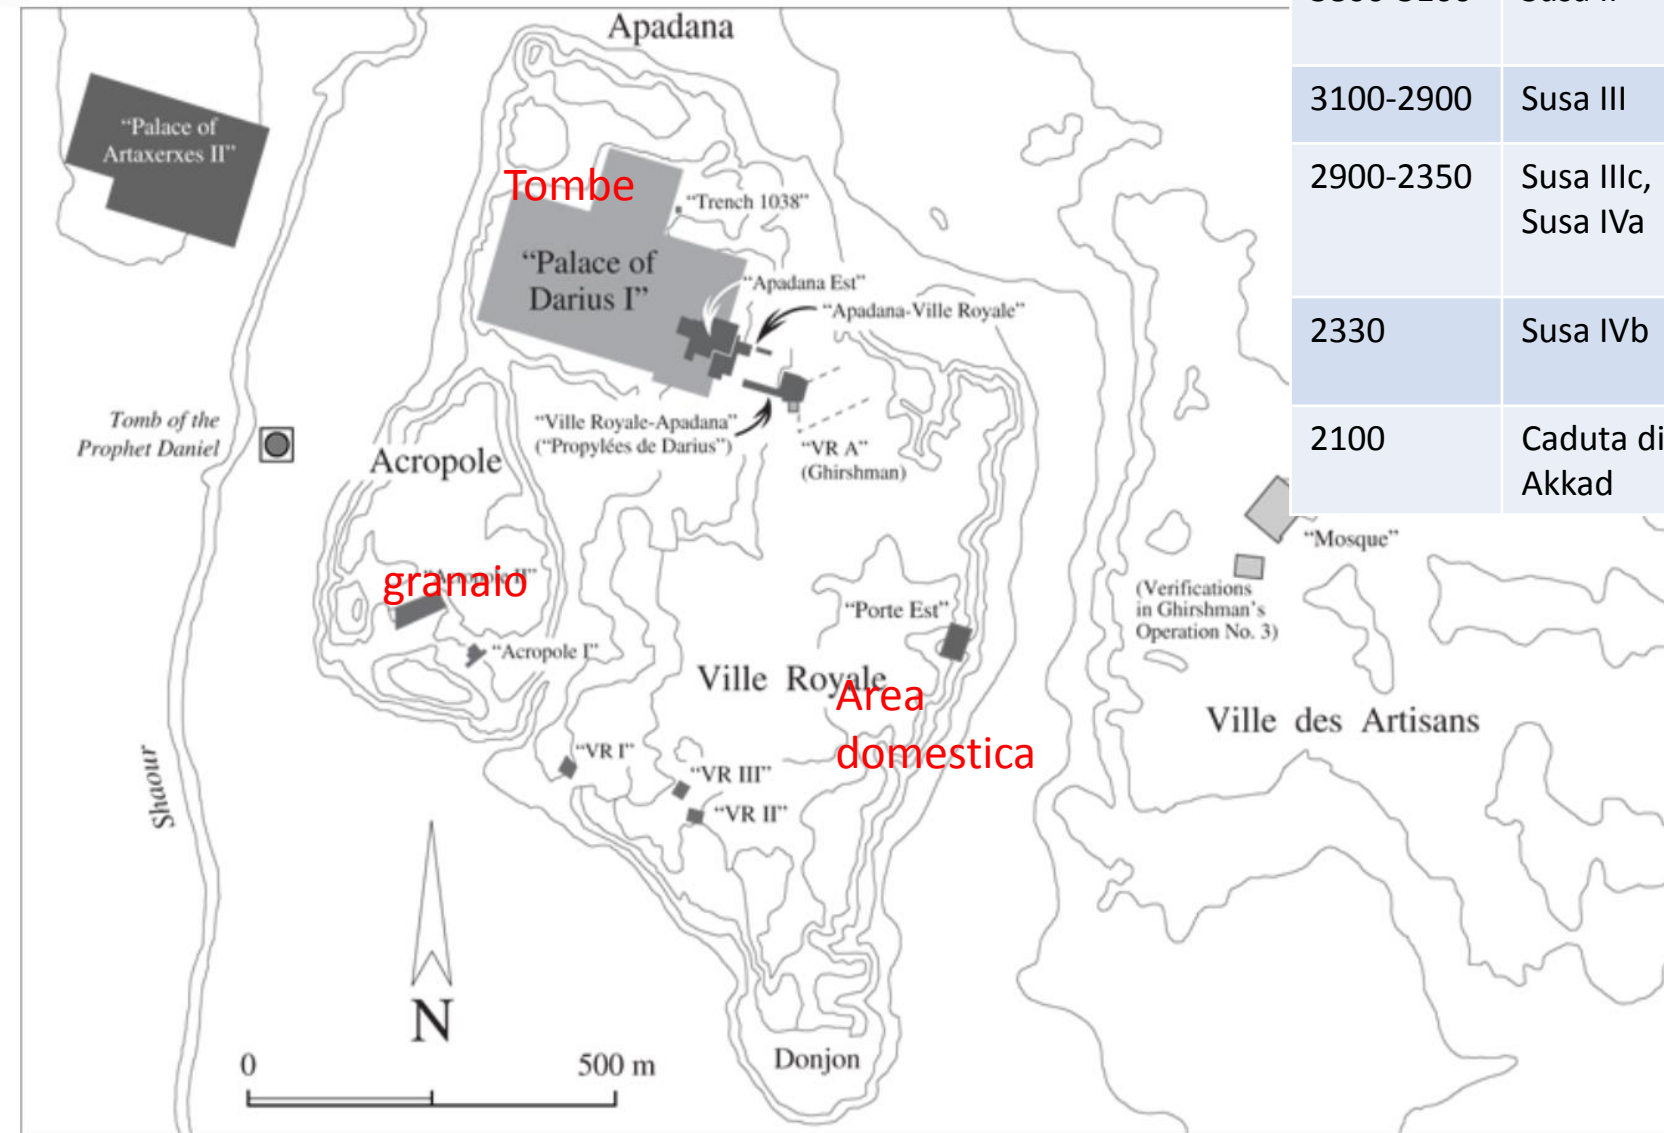 Apadana
3100-2900 Susa III
2900-2350 Susa IIIc,
Susa IVa
2330 Susa IVb
2100 Caduta di
Akkad
“Palace of
Artaxerxes II”
Tombe
“Trench 1038”
“Palace of
Darius I”
“Apadana Est”
“Apadana-Ville Royale”
Tomb of the
Prophet Daniel
Acropole
“Ville Royale-Apadana”
(“Propylées de Darius”)
“VR A”
(Ghirshman)
“Mosque”
granaio
“Acropole II”
“Porte Est”
(Verifications
in Ghirshman’s
Operation No. 3)
“Acropole I”
Ville Royale
Area
domestica
Ville des Artisans
“VR I”
“VR III”
“VR II”
Shaour
N
0 500 m
Donjon